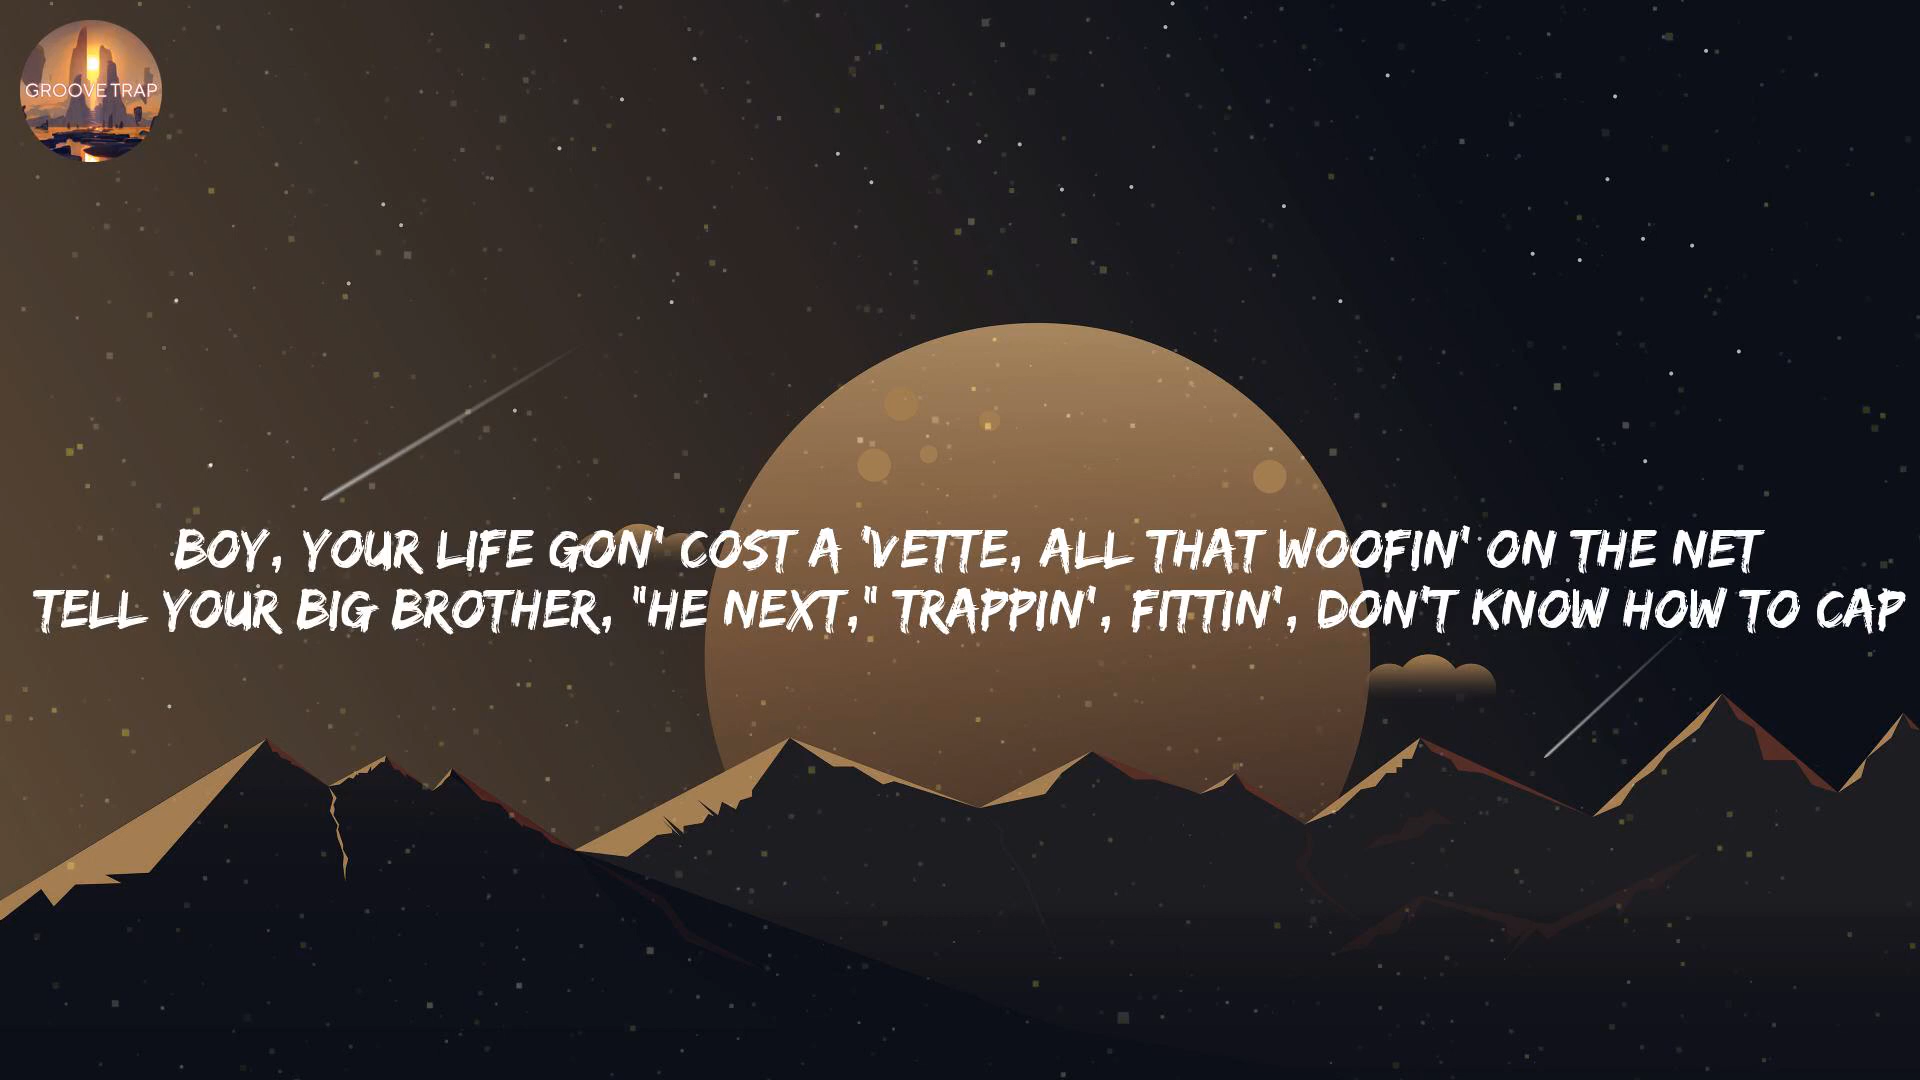 GROOVE TRAP
BOY, YOUR LIFE GON' COST A 'VETTE, ALL THAT WOOFIN' ON THE NET
TELL YOUR BIG BROTHER, "HE NEXT," TRAPPIN', FITTIN', DON'T KNOW HOW TO CAP